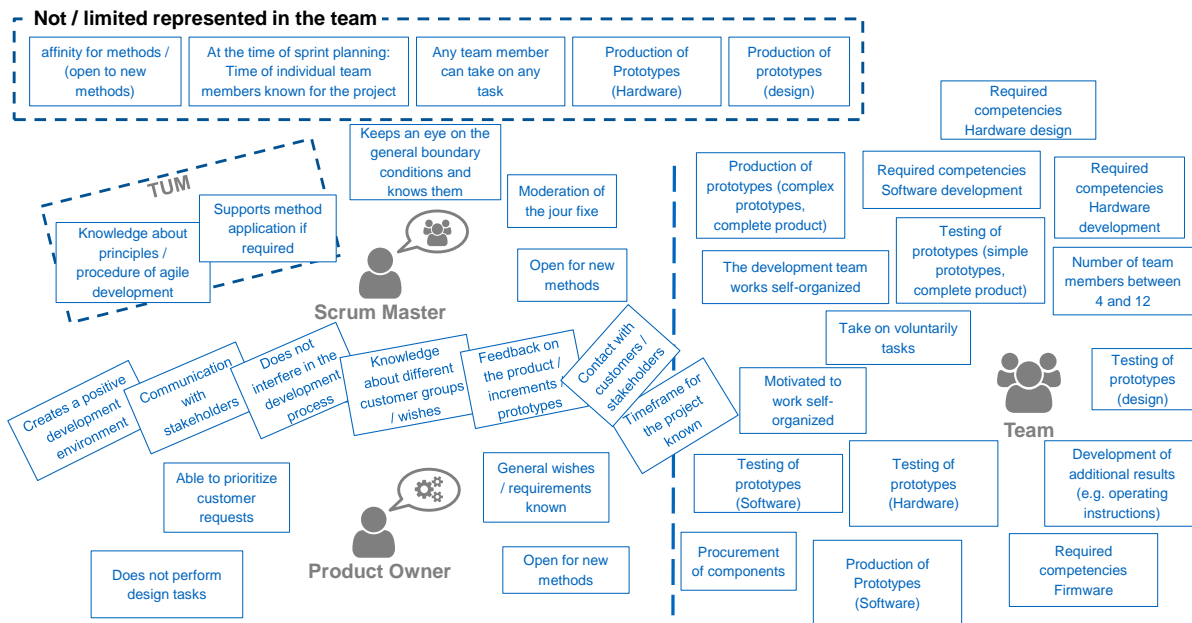 Not / limited represented in the team
affinity for methods /
(open to new
methods)
At the time of sprint planning:
Time of individual team
members known for the project
Any team member
can take on any
task
Production of
Prototypes
(Hardware)
Production of
prototypes
(design)
TUM
Knowledge about
principles /
procedure of agile
development
Supports method
application if
required
Keeps an eye on the
general boundary
conditions and
knows them
Moderation of
the jour fixe
Open for new
methods
Scrum Master
Creates a positive
development
environment
Communication
with
stakeholders
Does not
interfere in the
development
process
Knowledge
about different
customer groups
/ wishes
Feedback on
the product /
increments /
prototypes
Contact with
customers /
stakeholders
Timeframe for
the project
known
Able to prioritize
customer
requests
General wishes
/ requirements
known
Does not perform
design tasks
Product Owner
Open for new
methods
Required
competencies
Hardware design
Production of
prototypes (complex
prototypes,
complete product)
Required competencies
Software development
Required
competencies
Hardware
development
The development team
works self-organized
Testing of
prototypes (simple
prototypes,
complete product)
Number of team
members between
4 and 12
Take on voluntarily
tasks
Motivated to
work self-
organized
Team
Testing of
prototypes
(design)
Testing of
prototypes
(Software)
Testing of
prototypes
(Hardware)
Development of
additional results
(e.g. operating
instructions)
Procurement
of components
Production of
Prototypes
(Software)
Required
competencies
Firmware